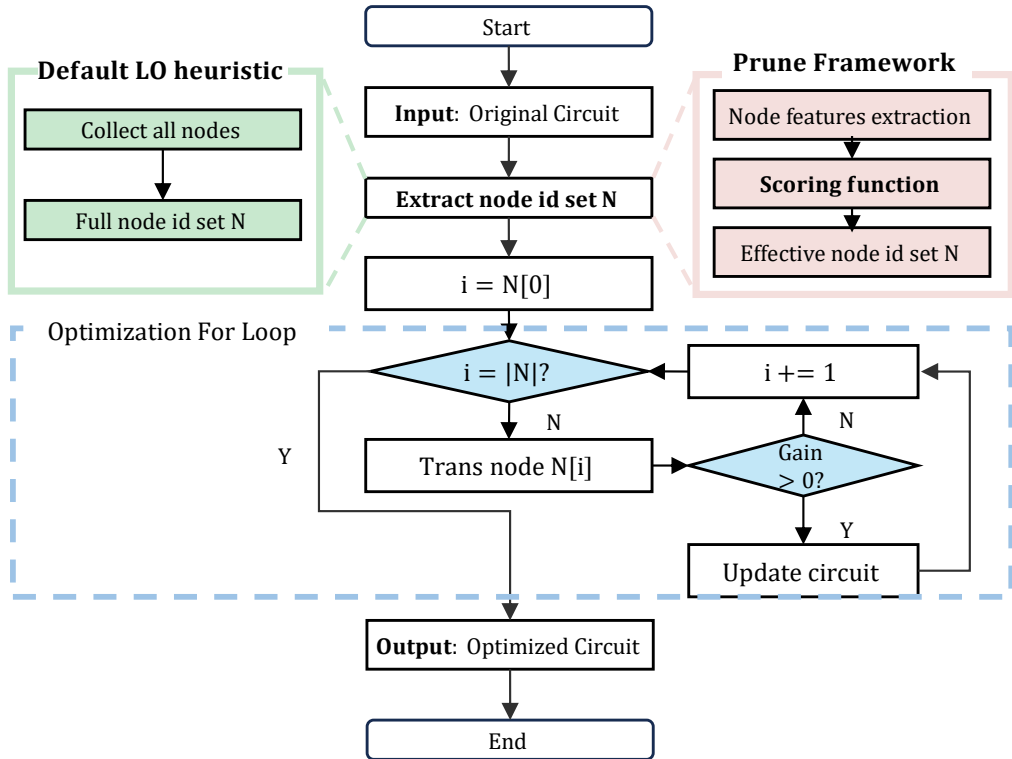 Start
Default LO heuristic
Collect all nodes
Full node id set N
Input: Original Circuit
Extract node id set N
i = N[0]
Prune Framework
Node features extraction
Scoring function
Effective node id set N
Optimization For Loop
i = |N|?
i += 1
N
N
Y
Trans node N[i]
Gain
> 0?
Y
Update circuit
Output: Optimized Circuit
End